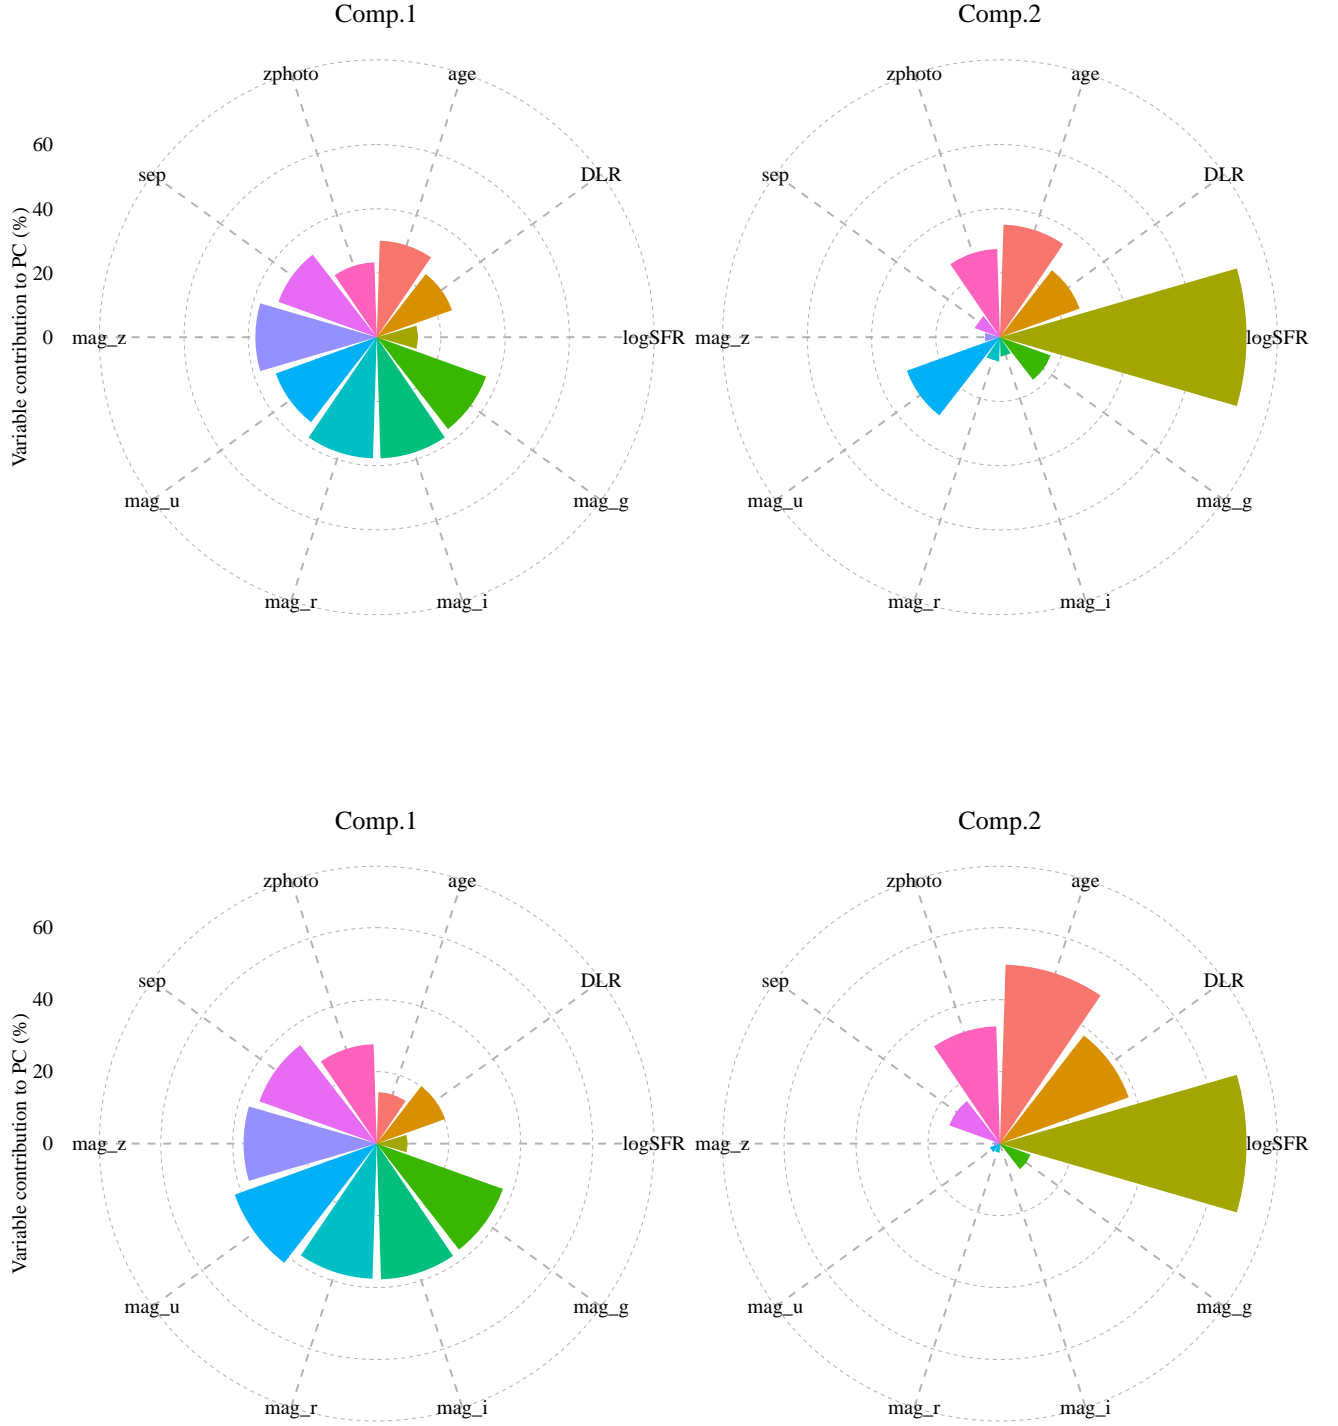 Comp.1
Comp.2
zphoto
age
zphoto
age
60
sep
DLR
sep
DLR
40
20
0
Variable contribution to PC (%)
mag_z
logSFR
mag_z
logSFR
mag_u
mag_g
mag_u
mag_g
mag_r
mag_i
mag_r
mag_i
Comp.1
Comp.2
zphoto
age
zphoto
age
60
sep
DLR
sep
DLR
40
20
0
Variable contribution to PC (%)
mag_z
logSFR
mag_z
logSFR
mag_u
mag_g
mag_u
mag_g
mag_r
mag_i
mag_r
mag_i